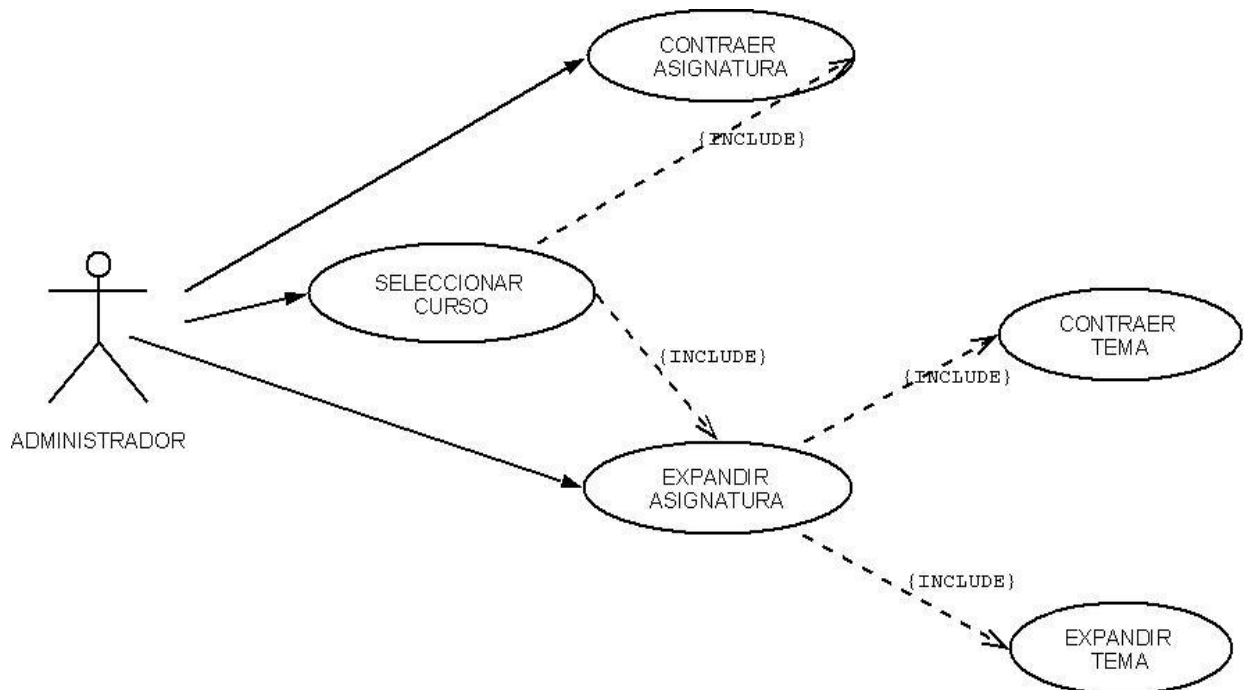 CONTRAER
ASIGNATURA
{INCLUDE}
SELECCIONAR
CURSO
{INCLUDE}
CONTRAER
TEMA
{INCLUDE}
ADMINISTRADOR
EXPANDIR
ASIGNATURA
{INCLUDE}
EXPANDIR
TEMA